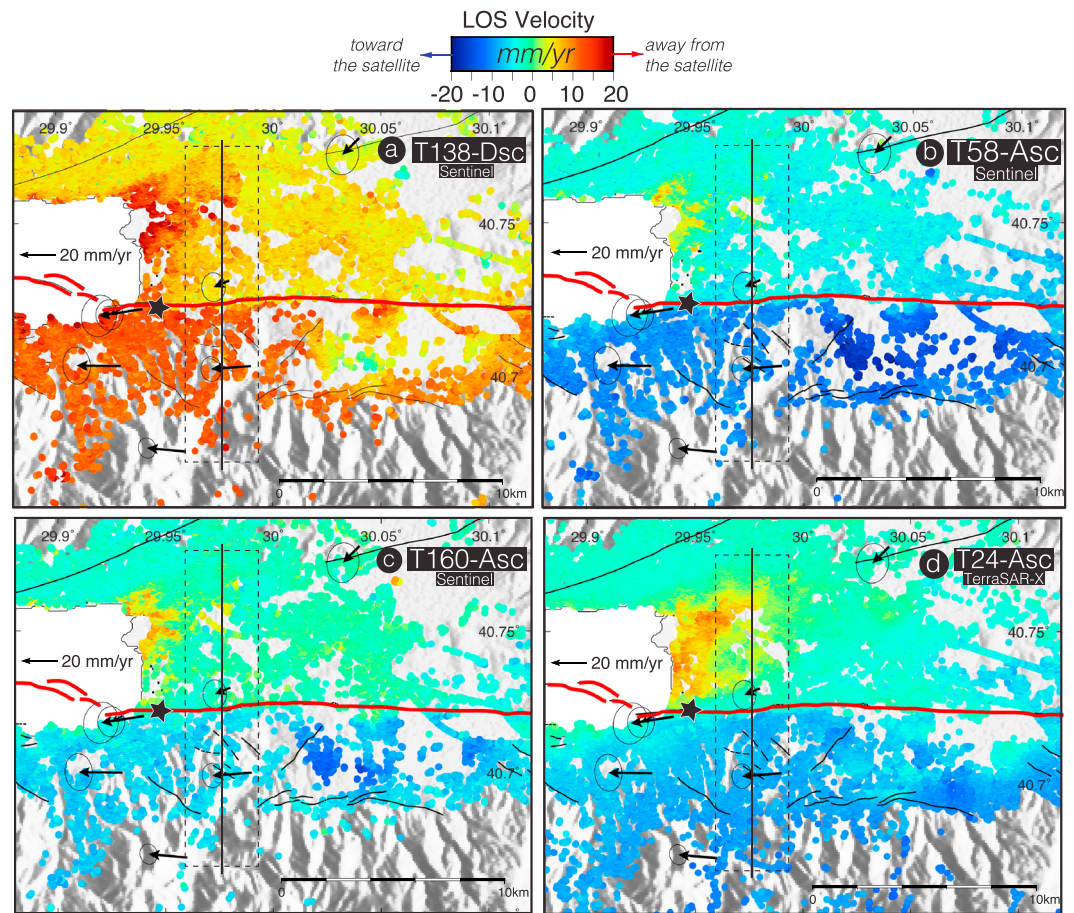 LOS Velocity
toward
the satellite
mm/yr
away from
the satellite
-20 -10 0 10 20
29.9° 29.95° 30° 30.05° 30.1°
a T138-Dsc
Sentinel
40.75°
20 mm/yr
40.7°
0 10km
29.9° 29.95° 30° 30.05° 30.1°
b T58-Asc
Sentinel
40.75°
20 mm/yr
40.7°
0 10km
29.9° 29.95° 30° 30.05° 30.1°
c T160-Asc
Sentinel
40.75°
20 mm/yr
40.7°
0 10km
29.9° 29.95° 30° 30.05° 30.1°
d T24-Asc
TerraSAR-X
40.75°
20 mm/yr
40.7°
0 10km